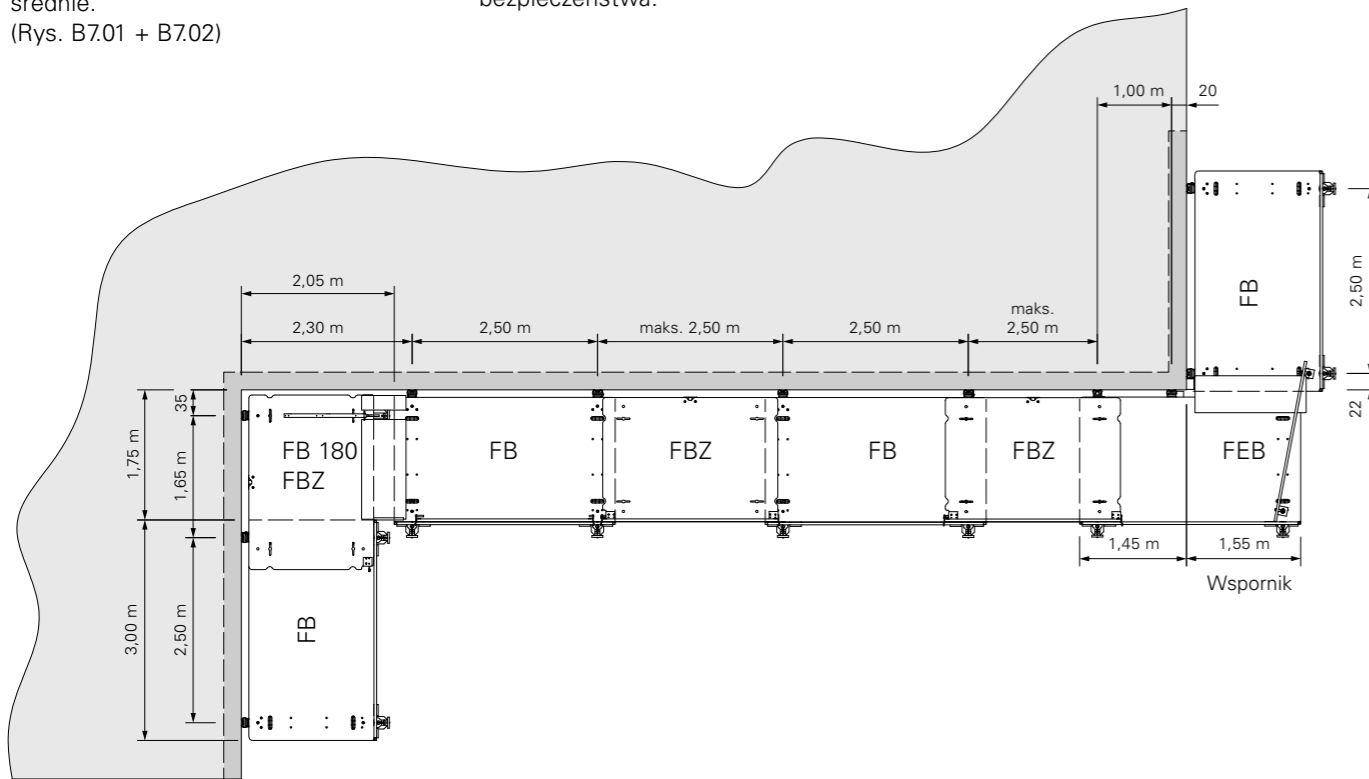 średnie.
(Rys. B7.01 + B7.02)
bezpieczeństwa.
1,00 m
20
2,05 m
2,30 m
2,50 m
maks. 2,50 m
2,50 m
maks.
2,50 m
FB
2,50 m
22
35
1,75 m
1,65 m
FB 180
FBZ
FB
FBZ
FB
FBZ
FEB
1,45 m
1,55 m
Wspornik
3,00 m
2,50 m
FB